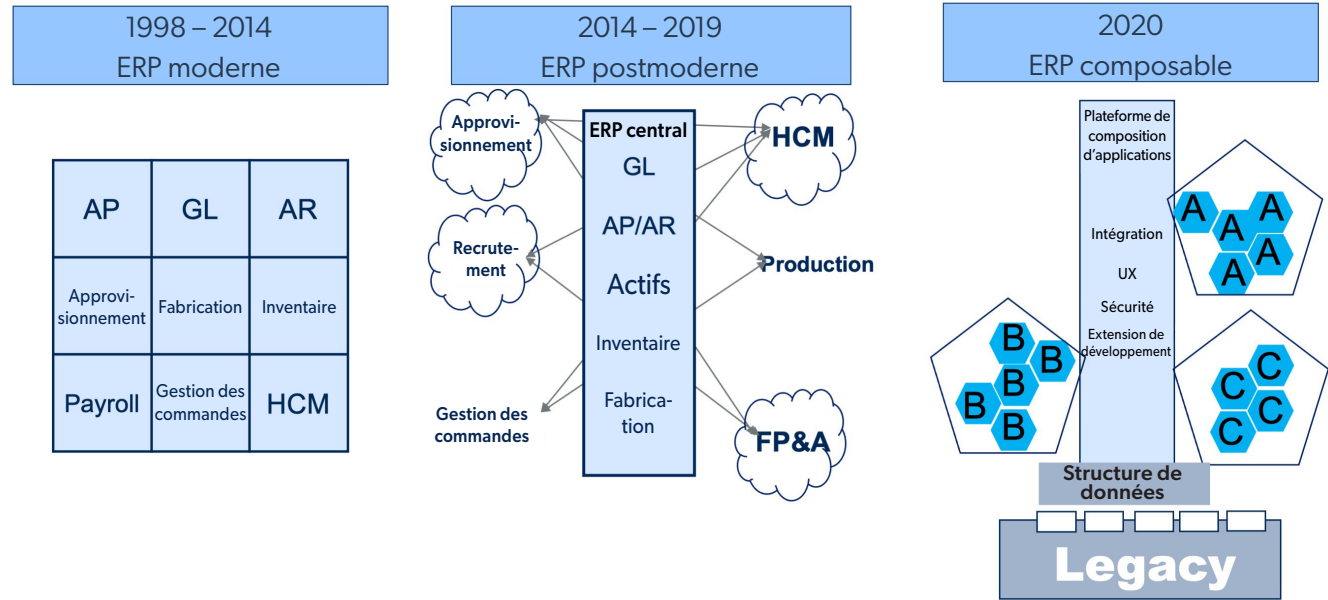 1998 – 2014
ERP moderne
AP
GL
AR
Approvi-
sionnement
Fabrication
Inventaire
Payroll
Gestion des
commandes
HCM
2014 – 2019
ERP postmoderne
Approvi-
sionnement
Recrute-
ment
Gestion des
commandes
ERP central
GL
AP/AR
Actifs
Inventaire
Fabrica-
tion
HCM
Production
FP&A
2020
ERP composable
Plateforme de
composition
d’applications
Intégration
UX
Sécurité
Extension de
développement
A
A
A
A
A
B
B
B
B
B
C
C
C
C
Structure de
données
Legacy